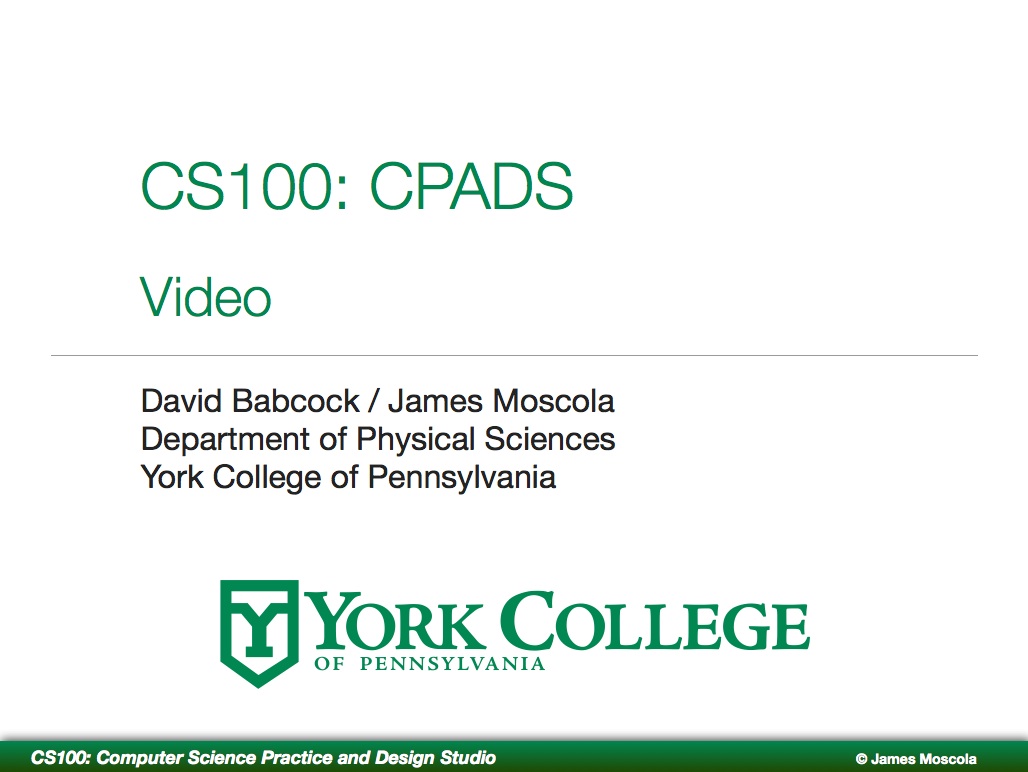 CS100: CPADS
Video
David Babcock / James Moscola
Department of Physical Sciences
York College of Pennsylvania
Y YORK COLLEGE
OF PENNSYLVANIA
CS100: Computer Science Practice and Design Studio
© James Moscola